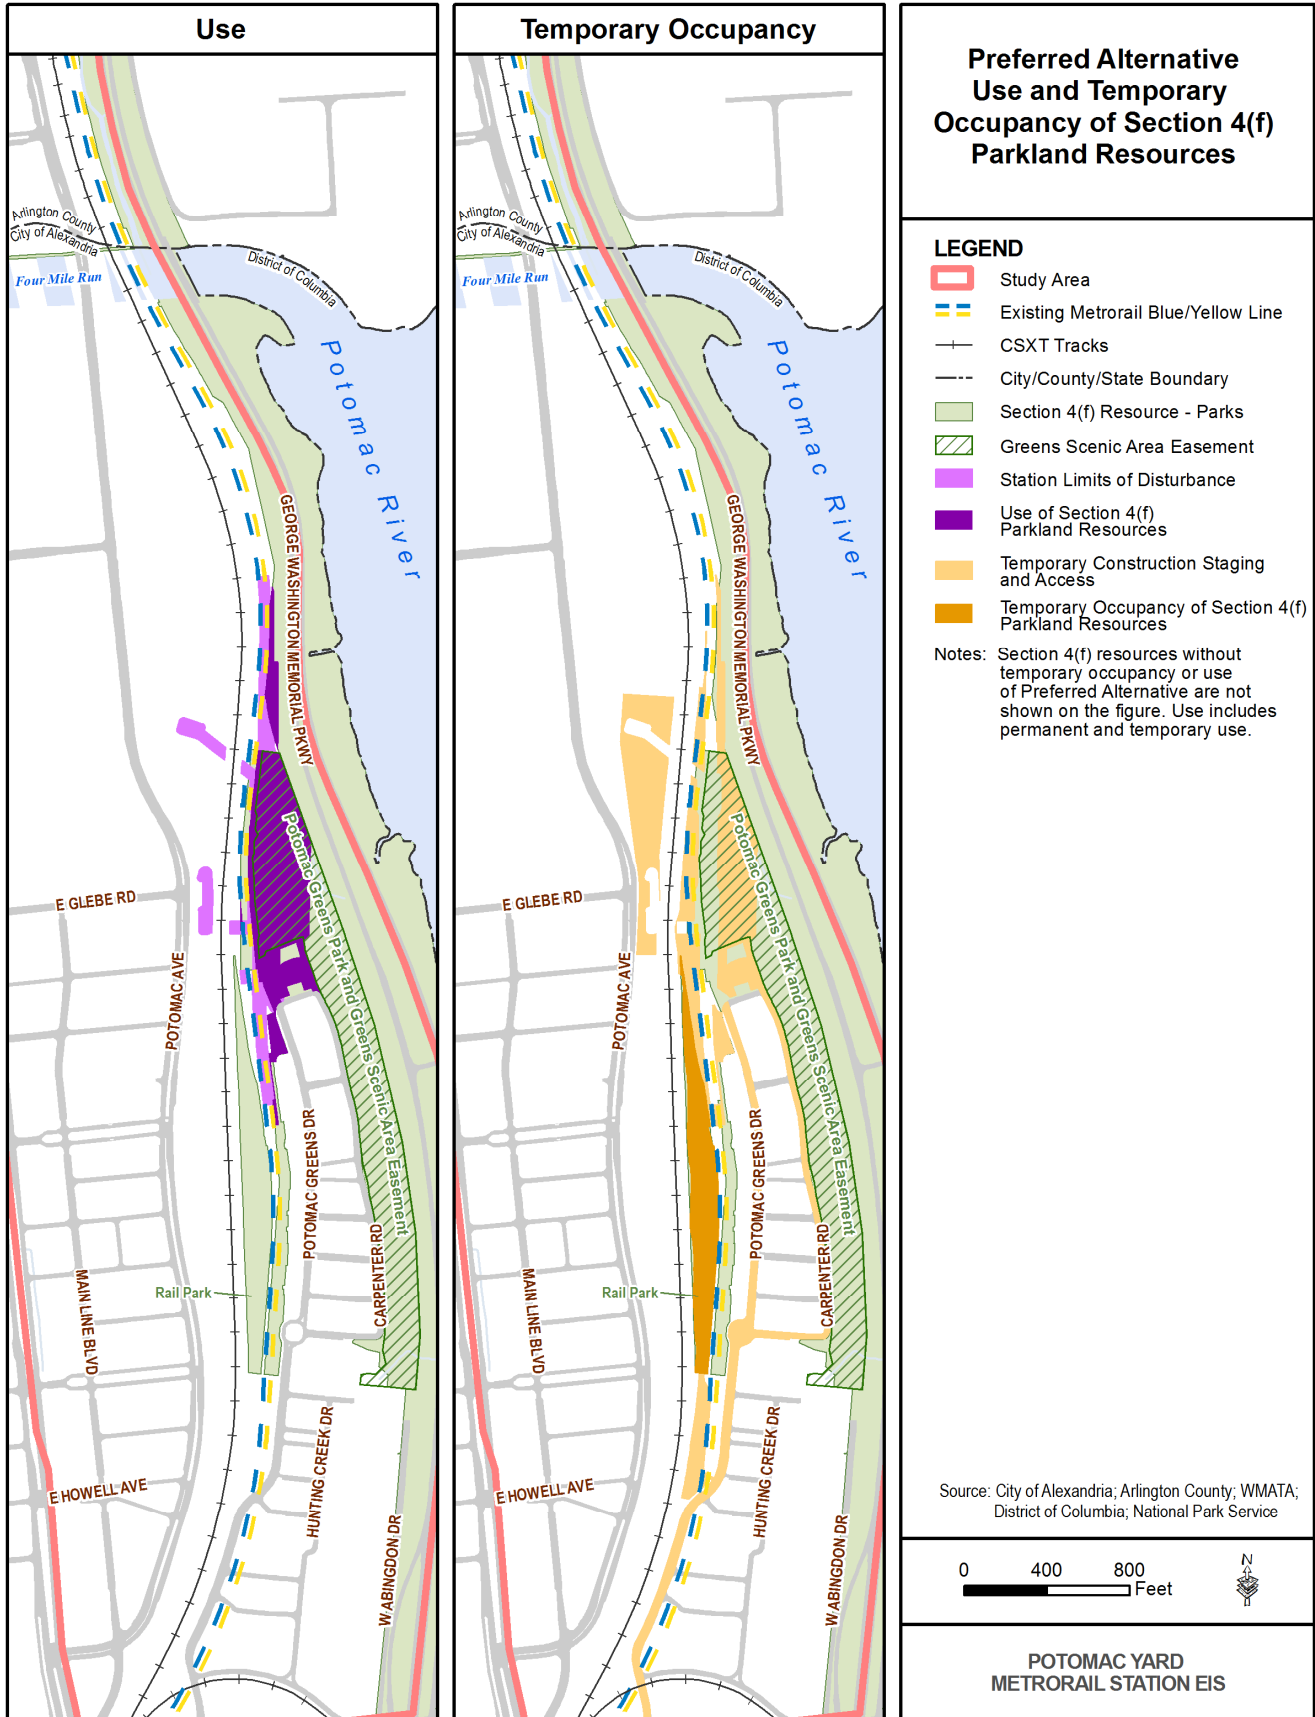 Use
Arlington County
City of Alexandria
Four Mile Run
District of Columbia
Potomac River
GEORGE WASHINGTON MEMORIAL PKWY
E GLEBE RD
POTOMAC AVE
Potomac Greens Park and Greens Scenic Area Easement
POTOMAC GREENS DR
CARPENTER RD
Rail Park
MAIN LINE BLVD
E HOWELL AVE
HUNTING CREEK DR
W ABINGDON DR
Temporary Occupancy
Arlington County
City of Alexandria
Four Mile Run
District of Columbia
Potomac River
GEORGE WASHINGTON MEMORIAL PKWY
E GLEBE RD
POTOMAC AVE
Potomac Greens Park and Greens Scenic Area Easement
POTOMAC GREENS DR
CARPENTER RD
Rail Park
MAIN LINE BLVD
E HOWELL AVE
HUNTING CREEK DR
W ABINGDON DR
Preferred Alternative
Use and Temporary
Occupancy of Section 4(f)
Parkland Resources
LEGEND
Study Area
Existing Metrorail Blue/Yellow Line
CSXT Tracks
City/County/State Boundary
Section 4(f) Resource - Parks
Greens Scenic Area Easement
Station Limits of Disturbance
Use of Section 4(f)
Parkland Resources
Temporary Construction Staging
and Access
Temporary Occupancy of Section 4(f)
Parkland Resources
Notes: Section 4(f) resources without
temporary occupancy or use
of Preferred Alternative are not
shown on the figure. Use includes
permanent and temporary use.
Source: City of Alexandria; Arlington County; WMATA;
District of Columbia; National Park Service
0 400 800
Feet
N
POTOMAC YARD
METRORAIL STATION EIS